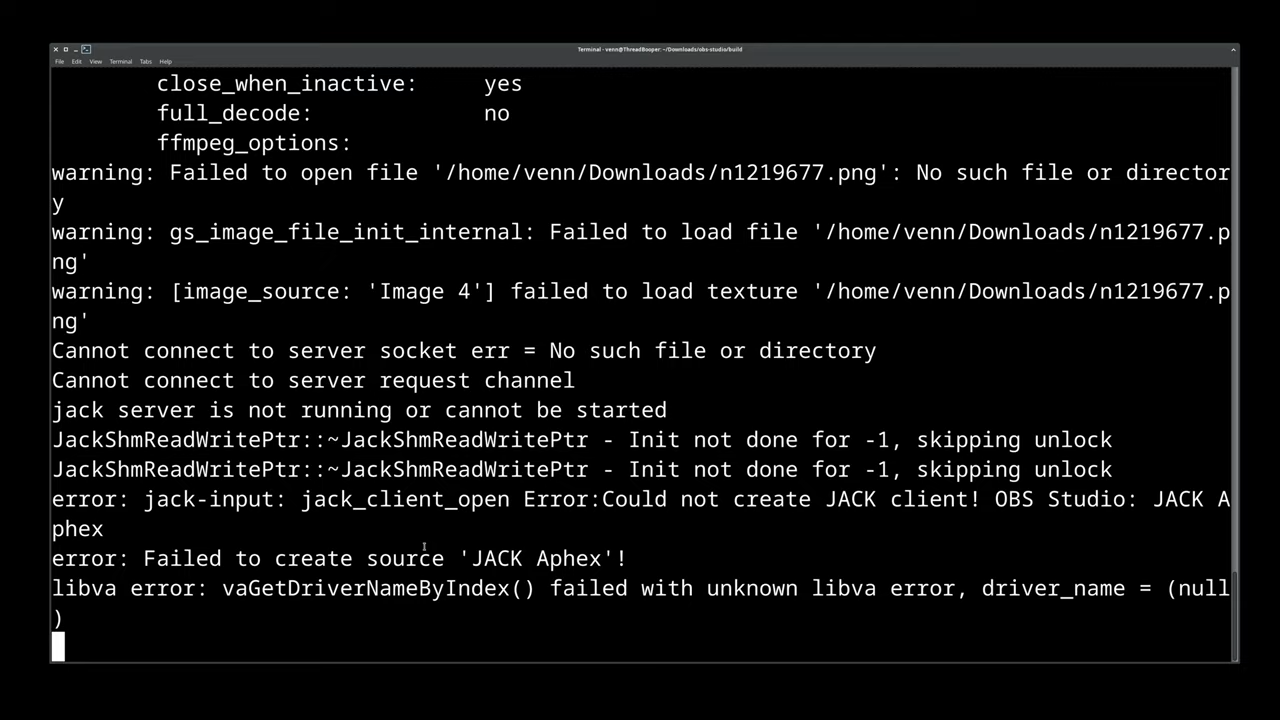 Terminal - venn@ThreadBooper: ~/Downloads/obs-studio/build
File Edit View Terminal Tabs Help
close_when_inactive: yes
full_decode: no
ffmpeg_options:
warning: Failed to open file '/home/venn/Downloads/n1219677.png': No such file or director
y
warning: gs_image_file_init_internal: Failed to load file '/home/venn/Downloads/n1219677.p
ng'
warning: [image_source: 'Image 4'] failed to load texture '/home/venn/Downloads/n1219677.p
ng'
Cannot connect to server socket err = No such file or directory
Cannot connect to server request channel
jack server is not running or cannot be started
JackShmReadWritePtr::~JackShmReadWritePtr - Init not done for -1, skipping unlock
JackShmReadWritePtr::~JackShmReadWritePtr - Init not done for -1, skipping unlock
error: jack-input: jack_client_open Error:Could not create JACK client! OBS Studio: JACK A
phex
error: Failed to create source 'JACK Aphex'!
libva error: vaGetDriverNameByIndex() failed with unknown libva error, driver_name = (null
)